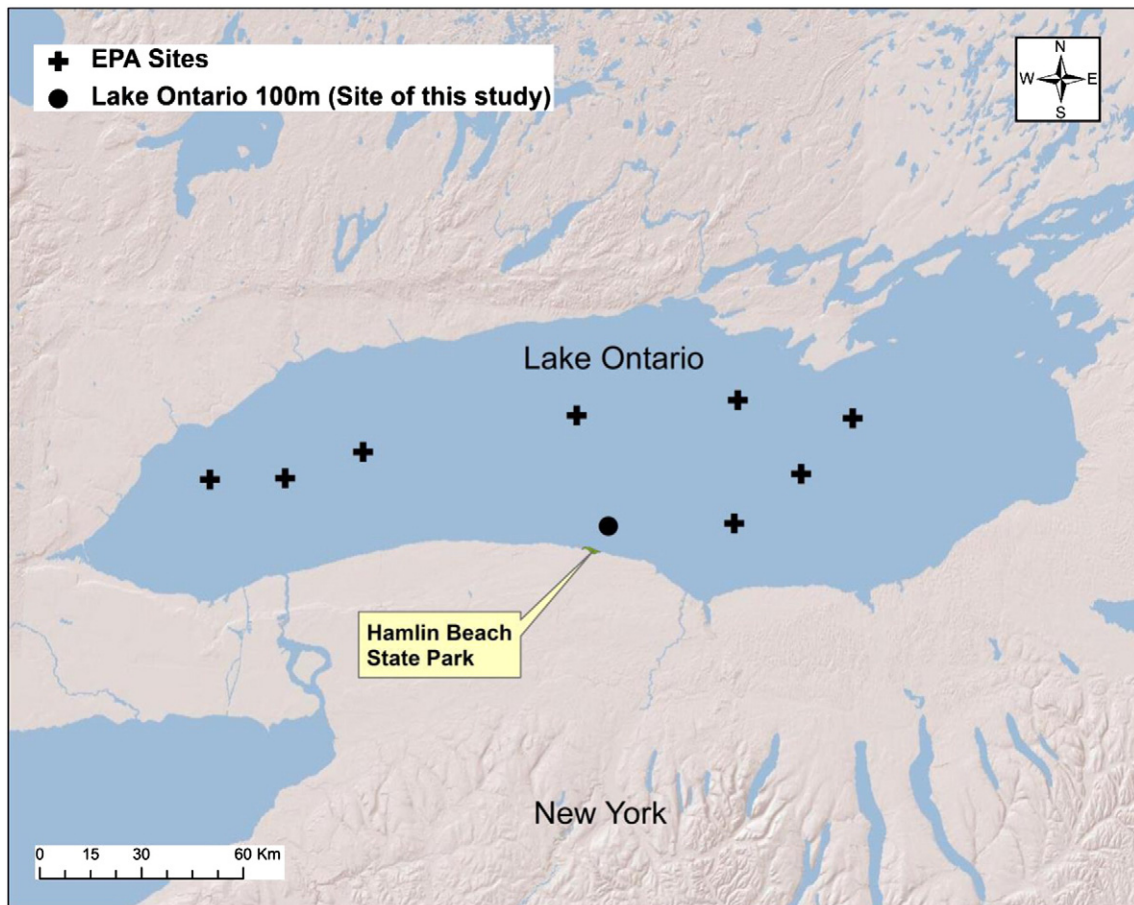 EPA Sites
Lake Ontario 100m (Site of this study)
N
W E
S
Lake Ontario
Hamlin Beach
State Park
New York
0 15 30 60 Km